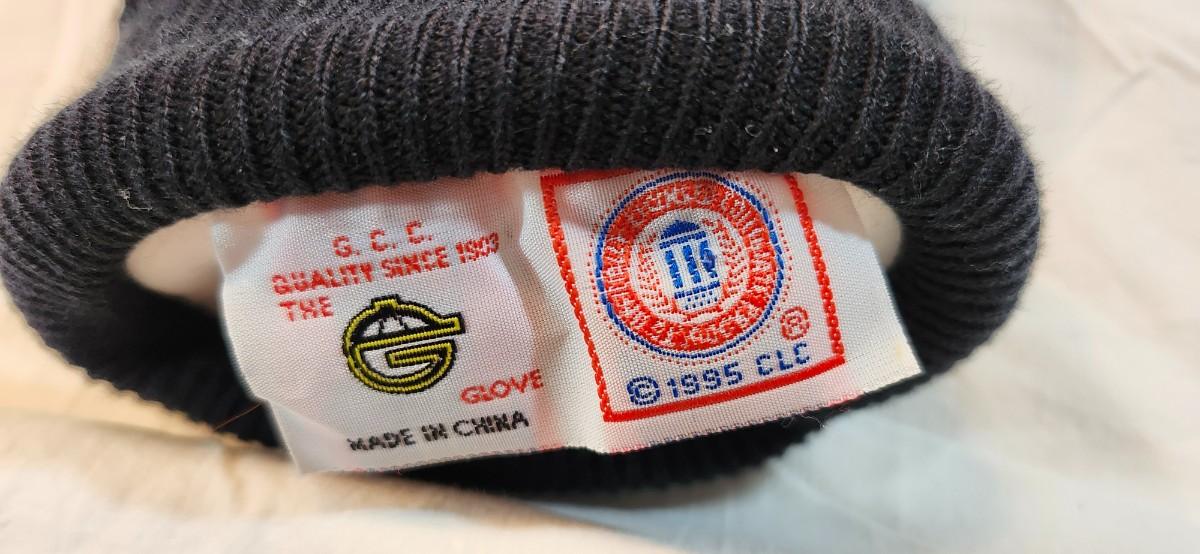 G. C. C.
QUALITY SINCE 1903
THE
G
GLOVE
MADE IN CHINA
®
©1995 CLC